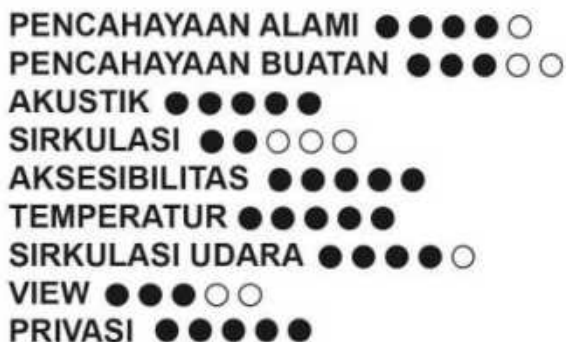 PENCAHAYAAN ALAMI ●●●●○
PENCAHAYAAN BUATAN ●●●○○
AKUSTIK ●●●●●
SIRKULASI ●●○○○
AKSESIBILITAS ●●●●●
TEMPERATUR ●●●●●
SIRKULASI UDARA ●●●●○
VIEW ●●●○○
PRIVASI ●●●●●